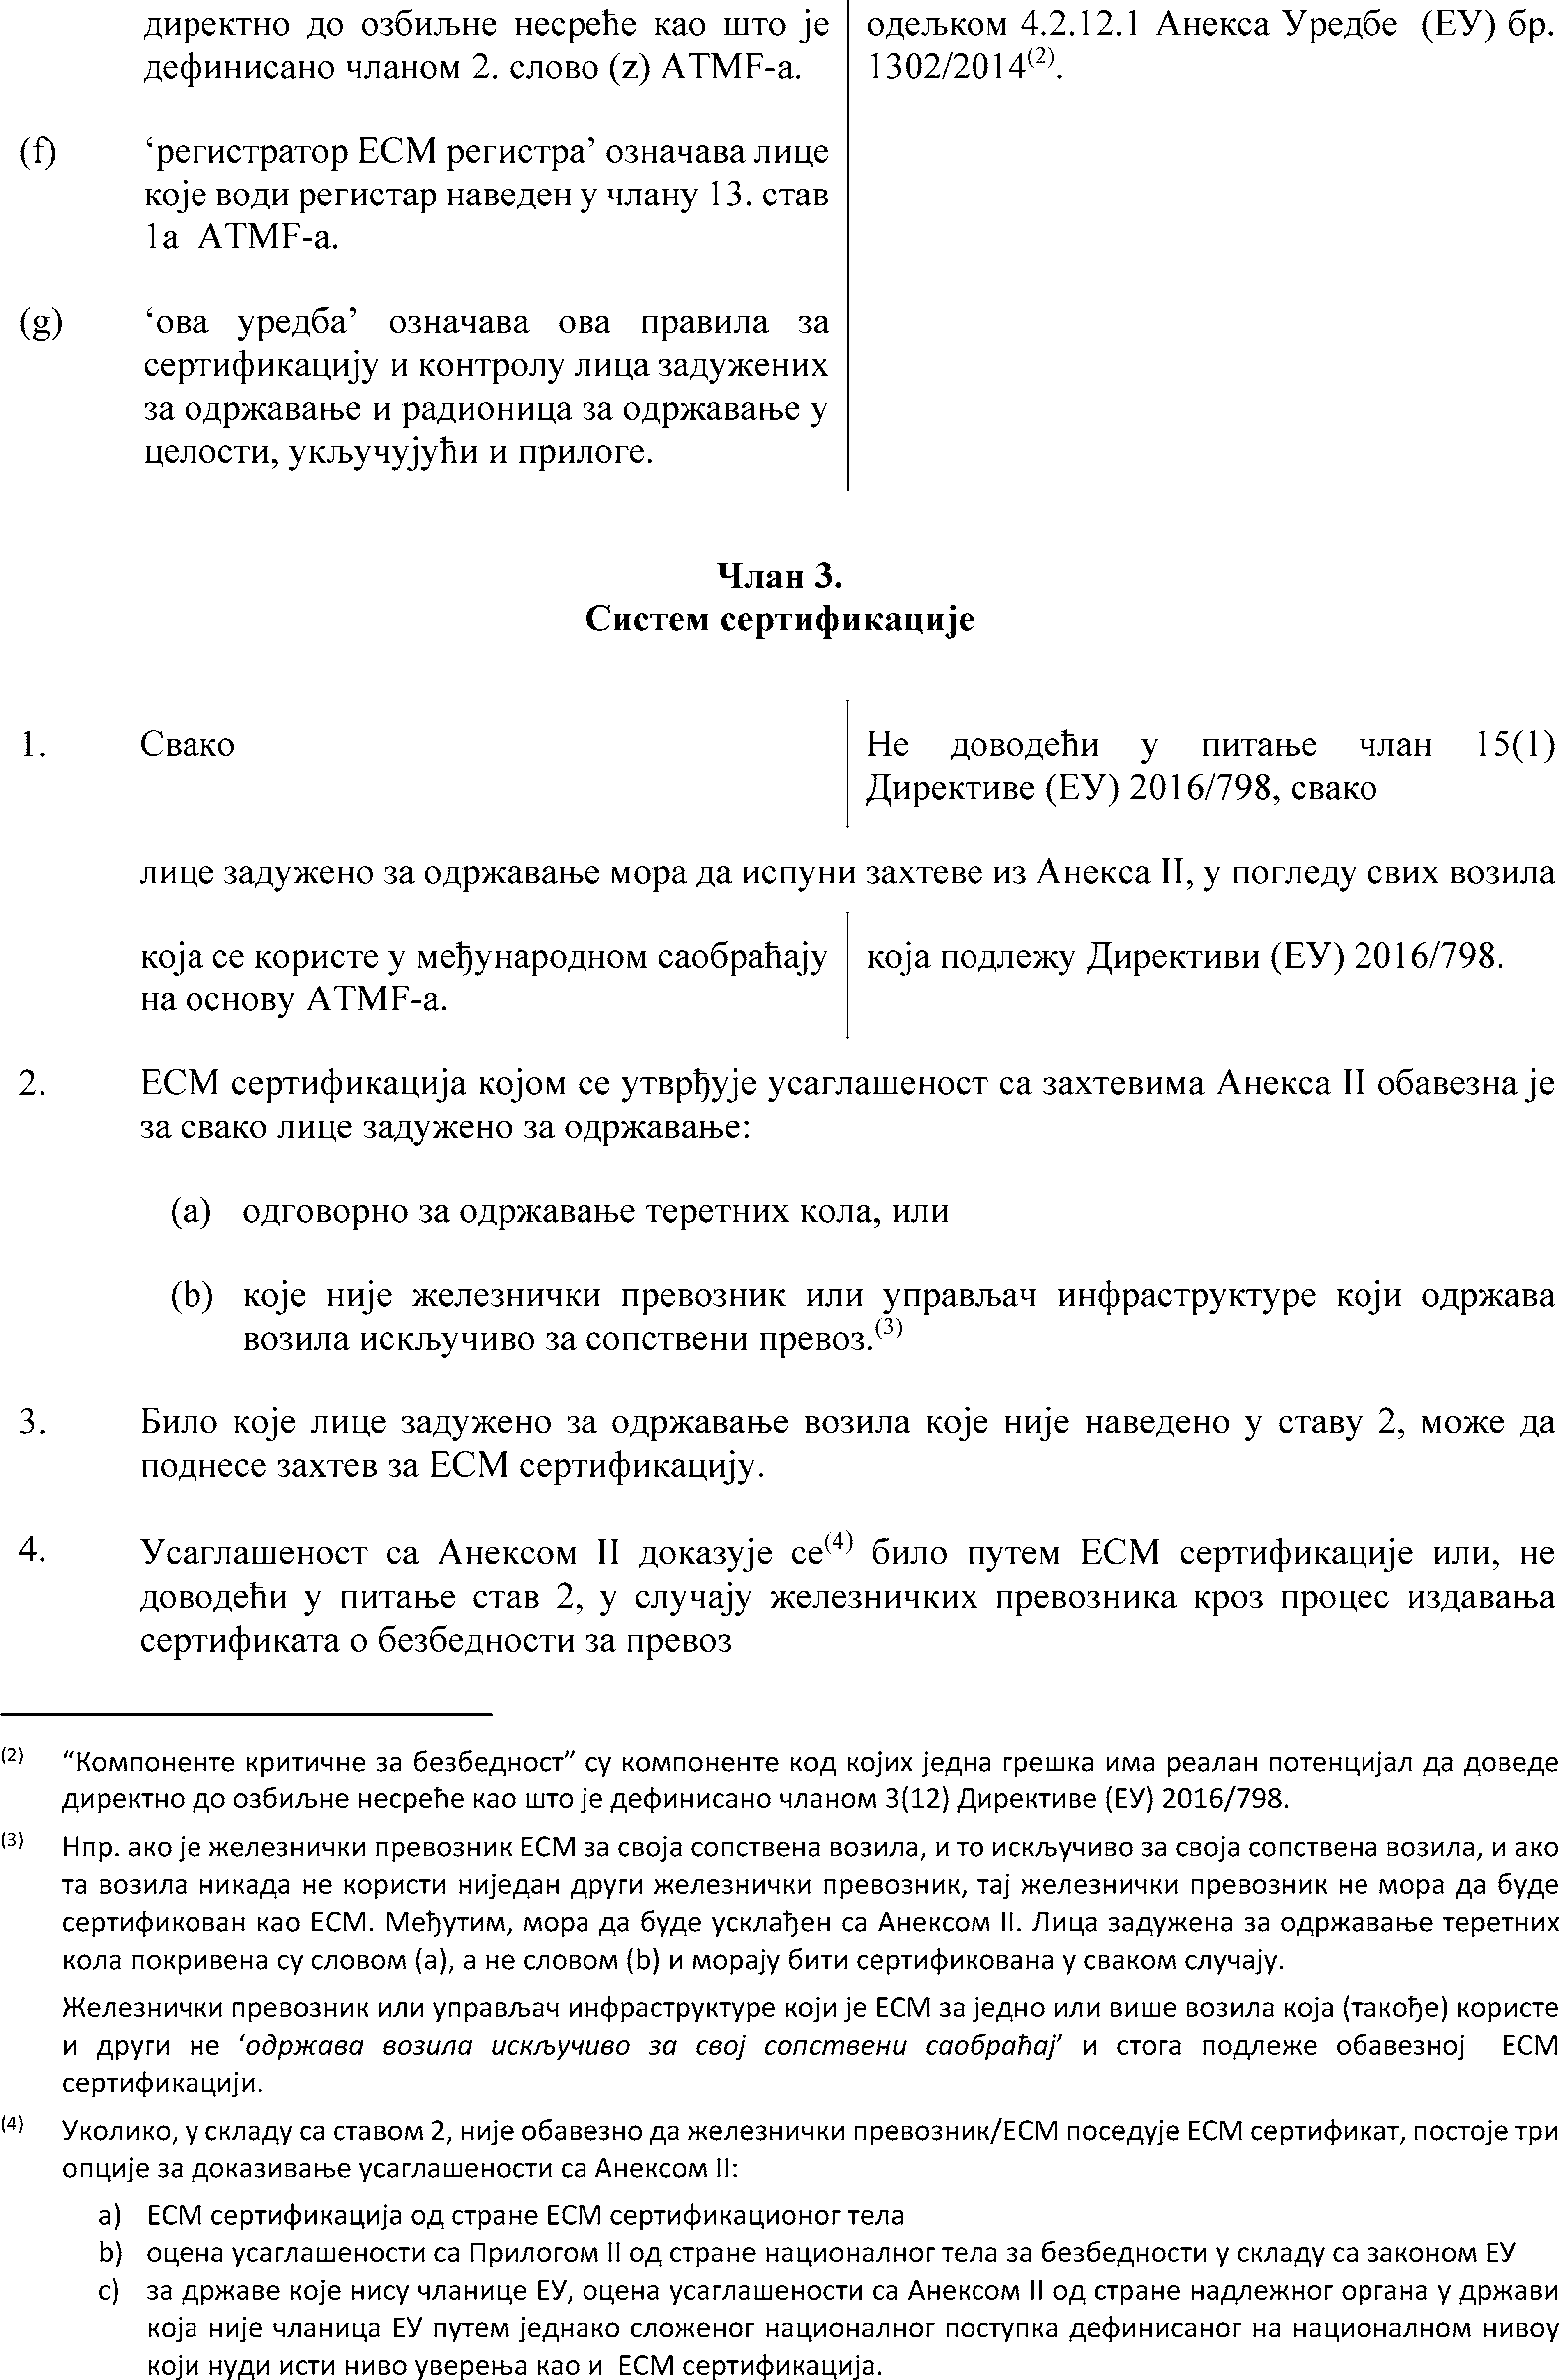 директно до озбиљне несреће као што је
дефинисано чланом 2. слово (z) ATMF-а.
одељком 4.2.12.1 Анекса Уредбе (ЕУ) бр.
1302/2014(2).
(f) ‘регистратор ECM регистра’ означава лице
које води регистар наведен у члану 13. став
1а ATMF-а.
(g) ‘ова уредба’ означава ова правила за
сертификацију и контролу лица задужених
за одржавање и радионица за одржавање у
целости, укључујући и прилоге.
Члан 3.
Систем сертификације
1. Свако
Не доводећи у питање члан 15(1)
Директиве (ЕУ) 2016/798, свако
лице задужено за одржавање мора да испуни захтеве из Анекса II, у погледу свих возила
која се користе у међународном саобраћају
на основу ATMF-а.
која подлежу Директиви (ЕУ) 2016/798.
2. ECM сертификација којом се утврђује усаглашеност са захтевима Анекса II обавезна је
за свако лице задужено за одржавање:
(a) одговорно за одржавање теретних кола, или
(b) које није железнички превозник или управљач инфраструктуре који одржава
возила искључиво за сопствени превоз.(3)
3. Било које лице задужено за одржавање возила које није наведено у ставу 2, може да
поднесе захтев за ECM сертификацију.
4. Усаглашеност са Анексом II доказује се(4) било путем ECM сертификације или, не
доводећи у питање став 2, у случају железничких превозника кроз процес издавања
сертификата о безбедности за превоз
(2) “Компоненте критичне за безбедност” су компоненте код којих једна грешка има реалан потенцијал да доведе
директно до озбиљне несреће као што је дефинисано чланом 3(12) Директиве (ЕУ) 2016/798.
(3) Нпр. ако је железнички превозник ECM за своја сопствена возила, и то искључиво за своја сопствена возила, и ако
та возила никада не користи ниједан други железнички превозник, тај железнички превозник не мора да буде
сертификован као ECM. Међутим, мора да буде усклађен са Анексом II. Лица задужена за одржавање теретних
кола покривена су словом (a), а не словом (b) и морају бити сертификована у сваком случају.
Железнички превозник или управљач инфраструктуре који је ECM за једно или више возила која (такође) користе
и други не ‘одржава возила искључиво за свој сопствени саобраћај’ и стога подлеже обавезној ECM
сертификацији.
(4) Уколико, у складу са ставом 2, није обавезно да железнички превозник/ECM поседује ECM сертификат, постоје три
опције за доказивање усаглашености са Анексом II:
a) ECM сертификација од стране ECM сертификационог тела
b) оцена усаглашености са Прилогом II од стране националног тела за безбедности у складу са законом ЕУ
c) за државе које нису чланице ЕУ, оцена усаглашености са Анексом II од стране надлежног органа у држави
која није чланица ЕУ путем једнако сложеног националног поступка дефинисаног на националном нивоу
који нуди исти ниво уверења као и ECM сертификација.